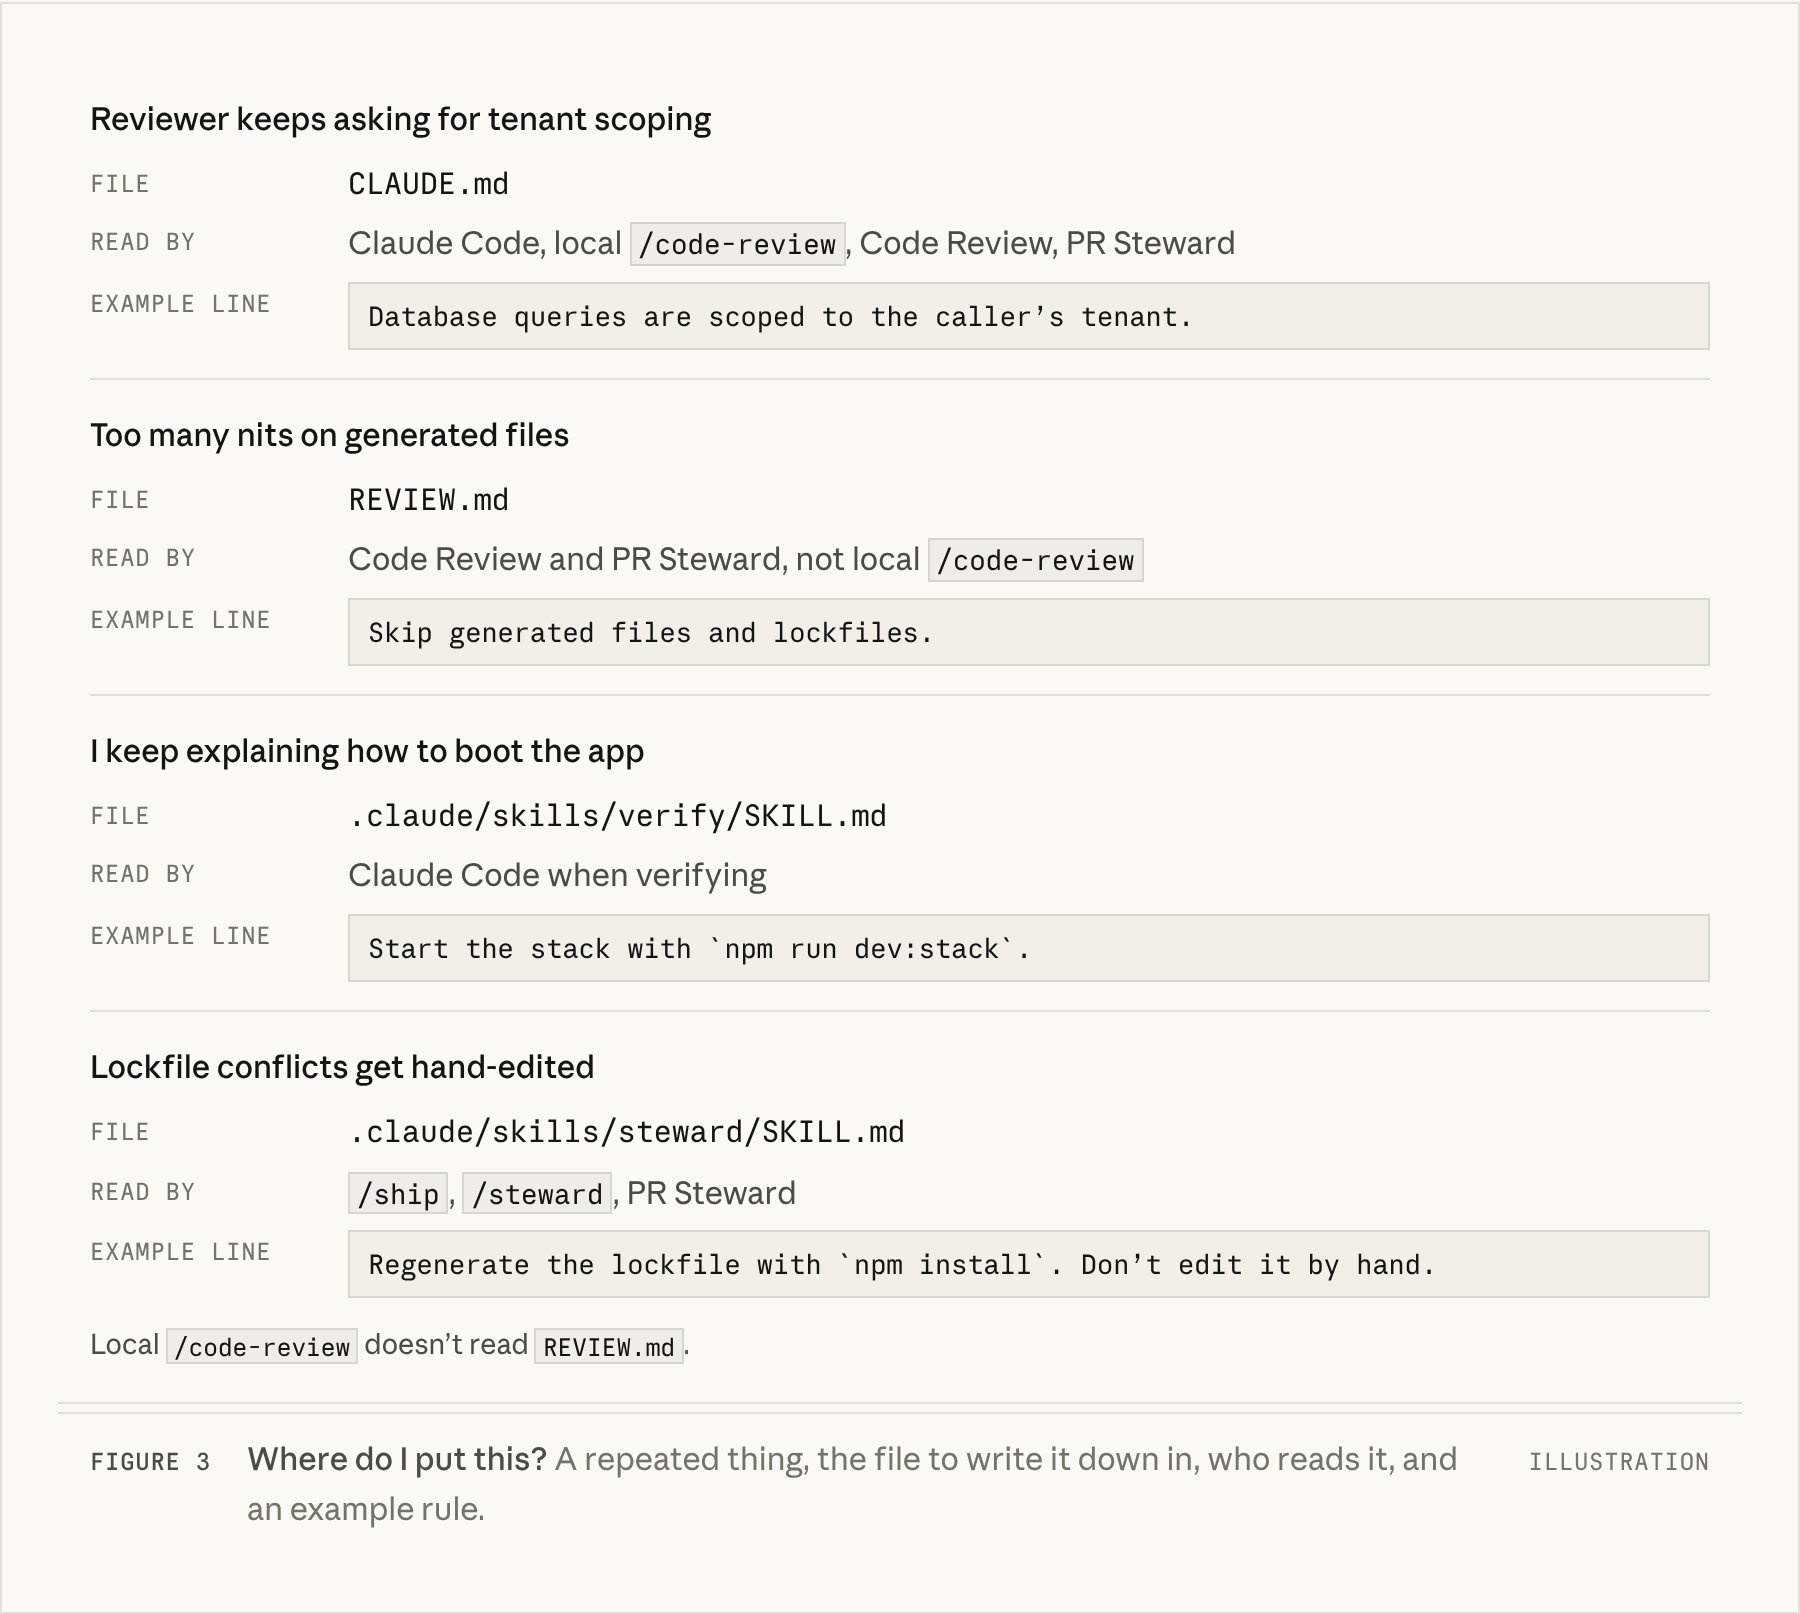 Reviewer keeps asking for tenant scoping
FILE CLAUDE.md
READ BY Claude Code, local /code-review, Code Review, PR Steward
EXAMPLE LINE Database queries are scoped to the caller’s tenant.
Too many nits on generated files
FILE REVIEW.md
READ BY Code Review and PR Steward, not local /code-review
EXAMPLE LINE Skip generated files and lockfiles.
I keep explaining how to boot the app
FILE .claude/skills/verify/SKILL.md
READ BY Claude Code when verifying
EXAMPLE LINE Start the stack with `npm run dev:stack`.
Lockfile conflicts get hand-edited
FILE .claude/skills/steward/SKILL.md
READ BY /ship, /steward, PR Steward
EXAMPLE LINE Regenerate the lockfile with `npm install`. Don’t edit it by hand.
Local /code-review doesn’t read REVIEW.md.
FIGURE 3 Where do I put this? A repeated thing, the file to write it down in, who reads it, and ILLUSTRATION
an example rule.